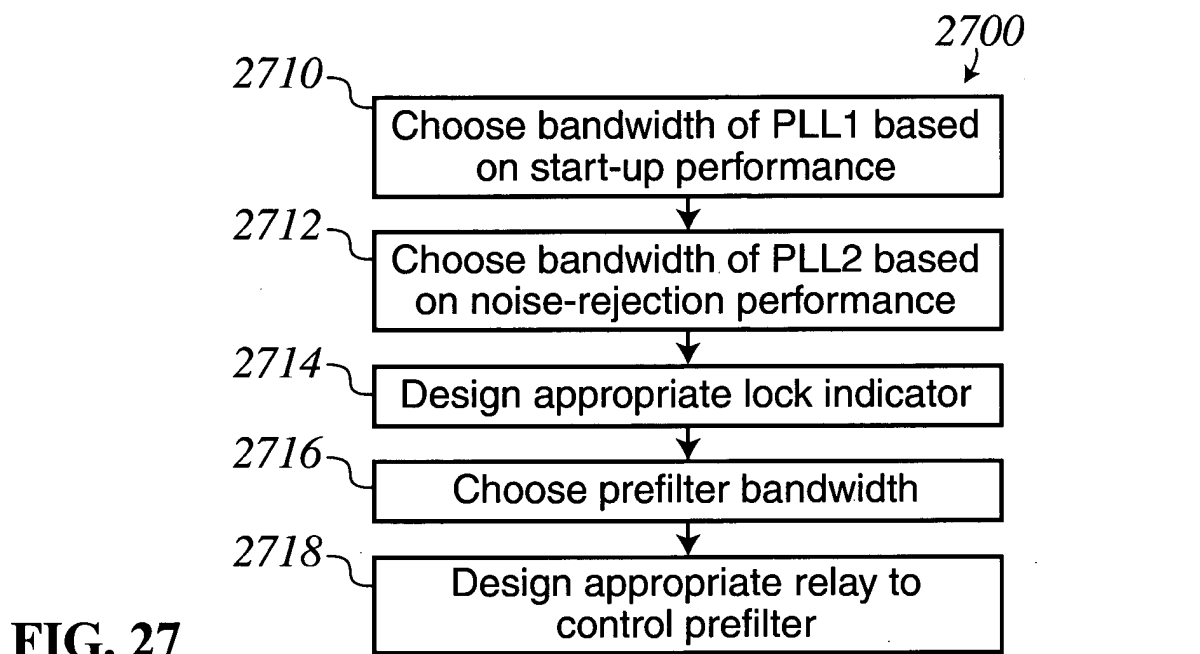 2700
2710
Choose bandwidth of PLL1 based
on start-up performance
2712
Choose bandwidth of PLL2 based
on noise-rejection performance
2714
Design appropriate lock indicator
2716
Choose prefilter bandwidth
2718
Design appropriate relay to
control prefilter
FIG. 27